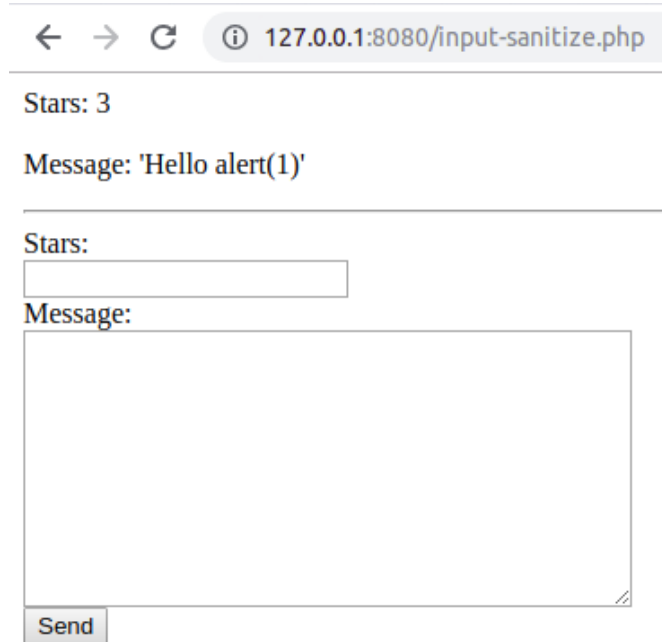 127.0.0.1:8080/input-sanitize.php
Stars: 3
Message: 'Hello alert(1)'
Stars:
Message:
Send